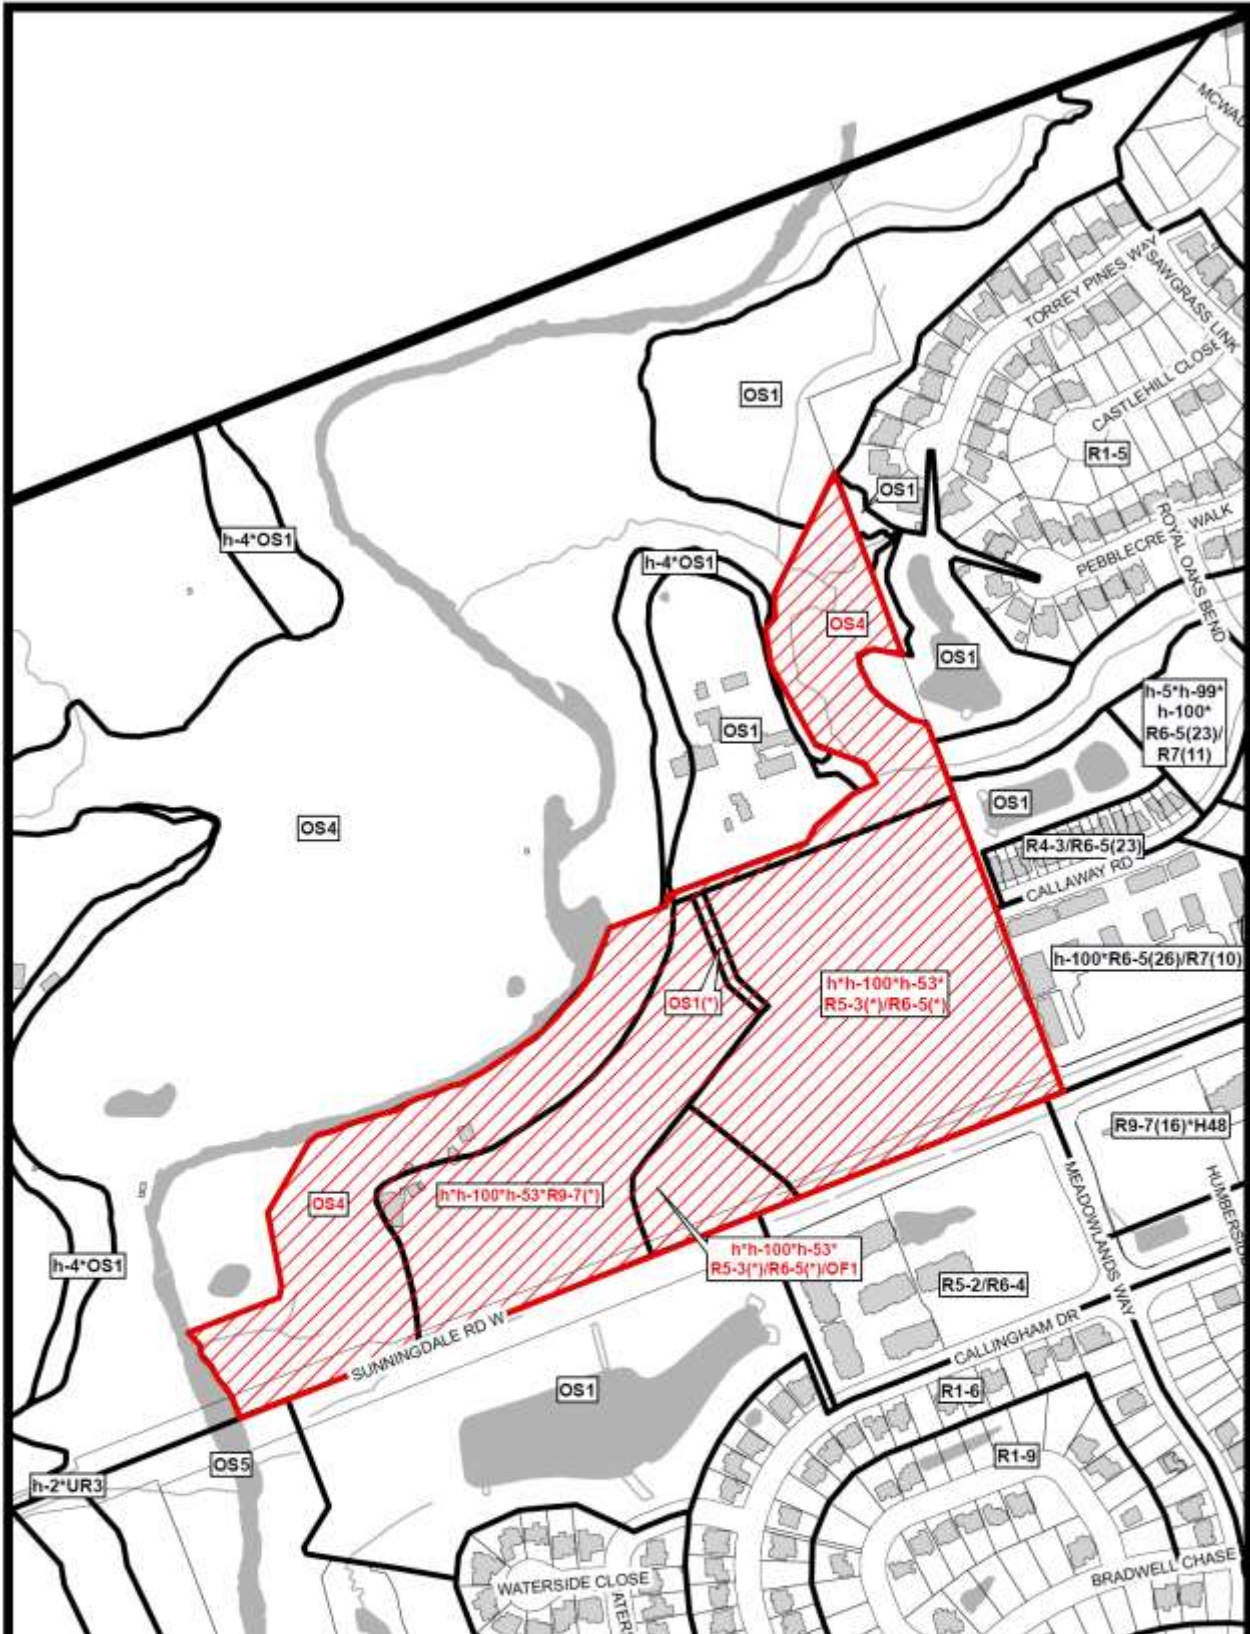 MCWAD
TORREY PINES WAY
SAWGRASS LINK
CASTLEHILL CLOSE
OS1
R1-5
OS1
h-4*OS1
ROYAL OAKS BEND
PEBBLECRE WALK
h-4*OS1
OS4
OS1
h-5*h-99*
h-100*
R6-5(23)/
R7(11)
OS1
OS1
OS4
R4-3/R6-5(23)
CALLAWAY RD
h-100*R6-5(26)/R7(10)
h*h-100*h-53*
R5-3(*)/R6-5(*)
OS1(*)
R9-7(16)*H48
MEADOWLANDS WAY
HUMBERSID
OS4
h*h-100*h-53*R9-7(*)
h*h-100*h-53*
R5-3(*)/R6-5(*)/OF1
h-4*OS1
R5-2/R6-4
SUNNINGDALE RD W
CALLINGHAM DR
OS1
R1-6
R1-9
OS5
h-2*UR3
WATERSIDE CLOSE
BRADWELL CHASE